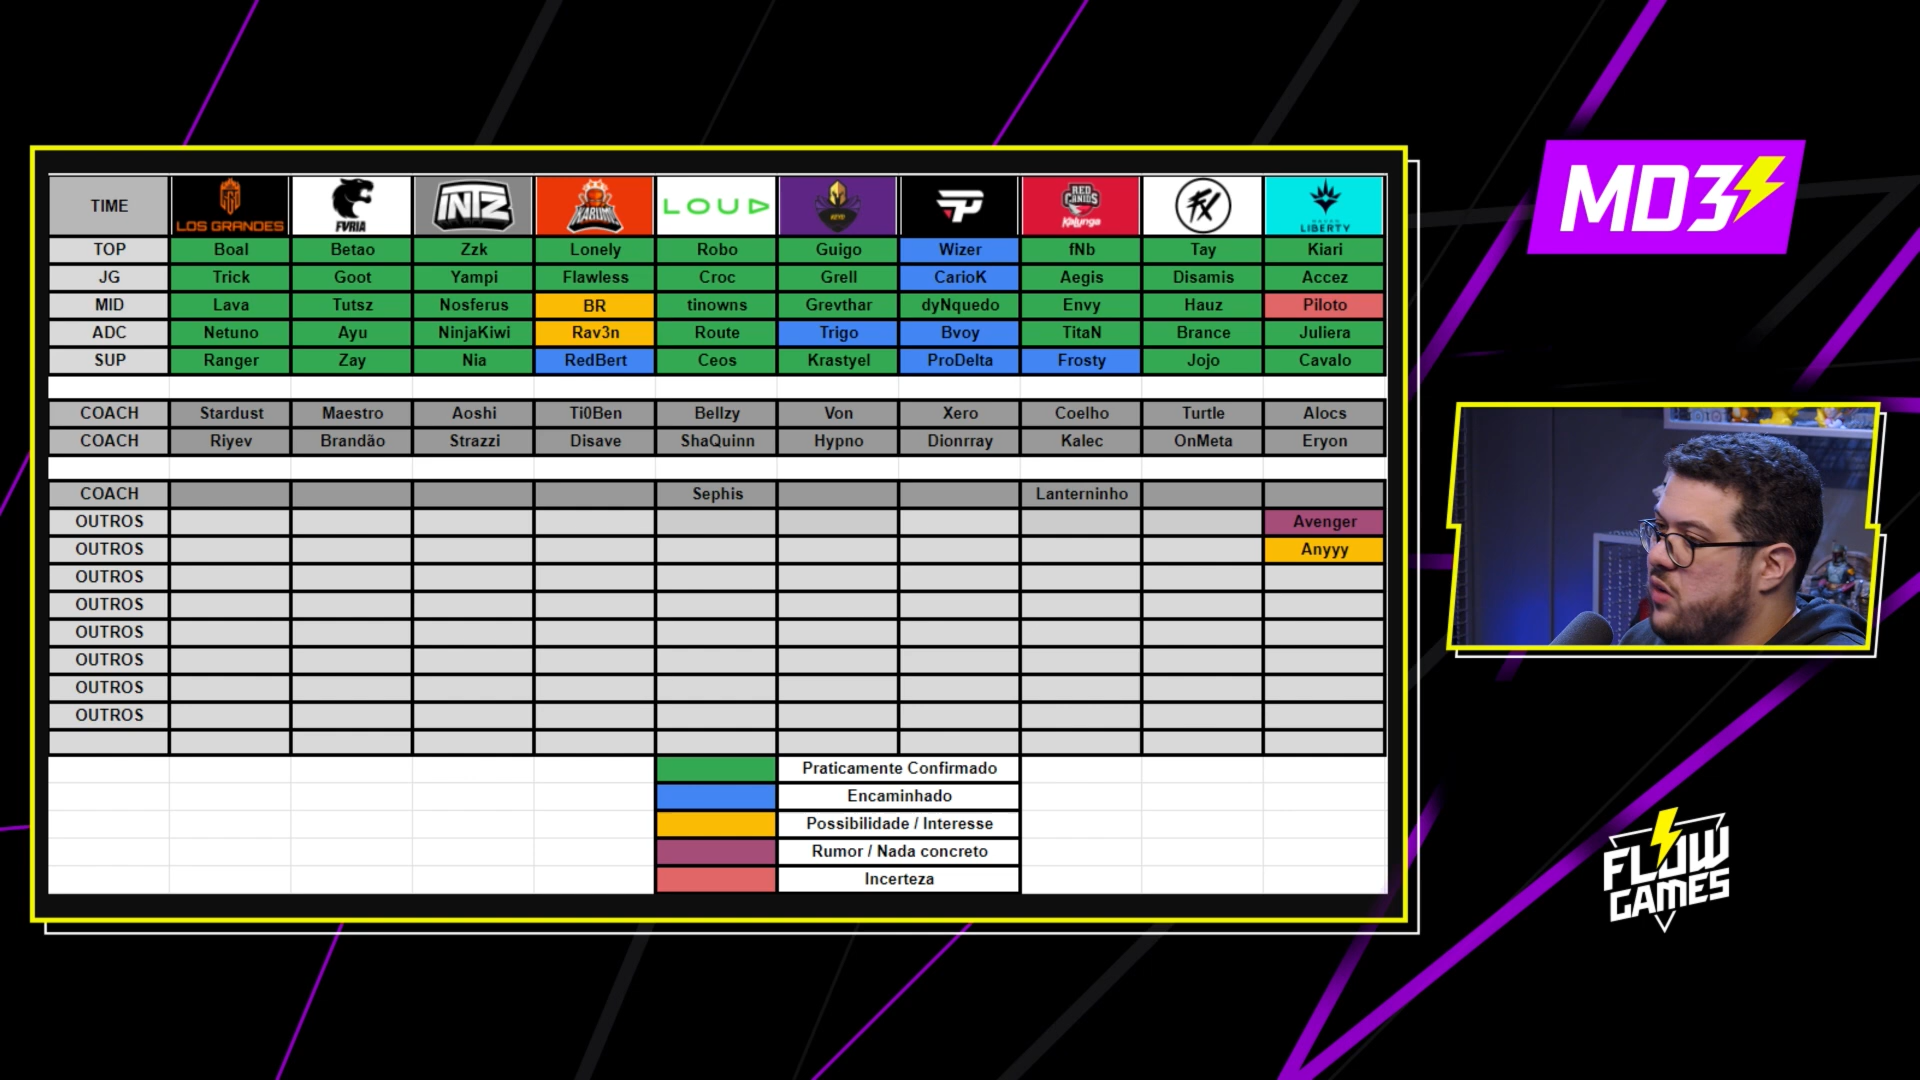 TIME LOS GRANDES FVRIA INTZ KABUM! LOUD KEYD RED CANIDS Kalunga FX LIBERTY
TOP Boal Betao Zzk Lonely Robo Guigo Wizer fNb Tay Kiari
JG Trick Goot Yampi Flawless Croc Grell CarioK Aegis Disamis Accez
MID Lava Tutsz Nosferus BR tinowns Grevthar dyNquedo Envy Hauz Piloto
ADC Netuno Ayu NinjaKiwi Rav3n Route Trigo Bvoy TitaN Brance Juliera
SUP Ranger Zay Nia RedBert Ceos Krastyel ProDelta Frosty Jojo Cavalo
COACH Stardust Maestro Aoshi Ti0Ben Bellzy Von Xero Coelho Turtle Alocs
COACH Riyev Brandão Strazzi Disave ShaQuinn Hypno Dionrray Kalec OnMeta Eryon
COACH Sephis Lanterninho
OUTROS Avenger
OUTROS Anyyy
OUTROS
OUTROS
OUTROS
OUTROS
OUTROS
OUTROS
Praticamente Confirmado
Encaminhado
Possibilidade / Interesse
Rumor / Nada concreto
Incerteza
MD3
FLOW
GAMES